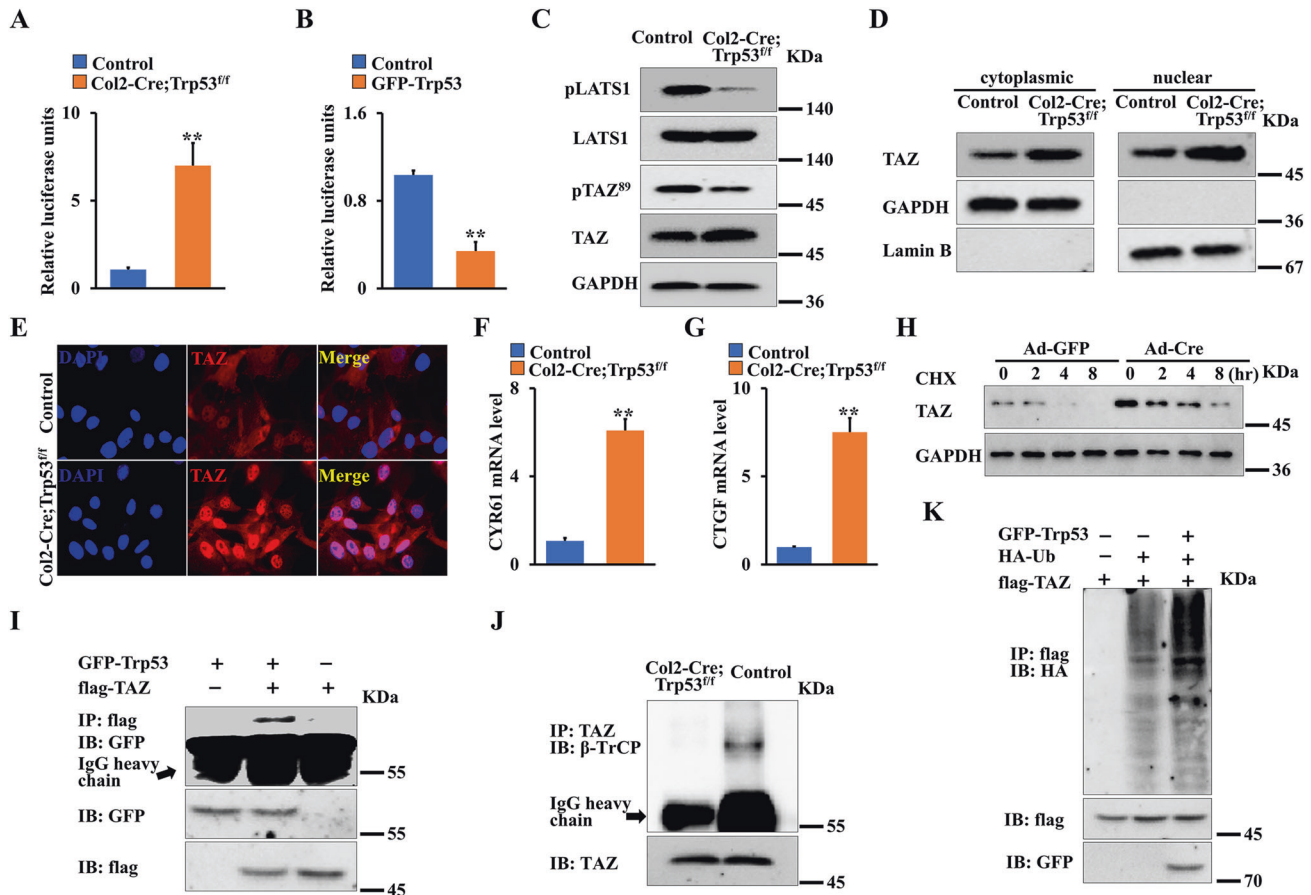 A
Control
Col2-Cre;Trp53f/f
Relative luciferase units
10
5
0
**
B
Control
GFP-Trp53
Relative luciferase units
1.6
1.0
0.6
0
**
C
Control Col2-Cre;
Trp53f/f KDa
pLATS1
140
LATS1
140
pTAZ89
45
TAZ
45
GAPDH
36
D
cytoplasmic nuclear
Control Col2-Cre; Control Col2-Cre;
Trp53f/f Trp53f/f KDa
TAZ
45
GAPDH
36
Lamin B
67
E
Control
DAPI TAZ Merge
Col2-Cre;Trp53f/f
DAPI TAZ Merge
F
Control
Col2-Cre;Trp53f/f
CYR61 mRNA level
8
4
0
**
G
Control
Col2-Cre;Trp53f/f
CTGF mRNA level
10
5
0
**
H
Ad-GFP Ad-Cre
CHX 0 2 4 8 0 2 4 8 (hr) KDa
TAZ
45
GAPDH
36
I
GFP-Trp53 + + –
flag-TAZ – + + KDa
IP: flag
IB: GFP
IgG heavy
chain
55
IB: GFP
55
IB: flag
45
J
Col2-Cre;
Trp53f/f Control KDa
IP: TAZ
IB: β-TrCP
IgG heavy
chain
55
IB: TAZ
45
K
GFP-Trp53 – – +
HA-Ub – + +
flag-TAZ + + + KDa
IP: flag
IB: HA
IB: flag
45
IB: GFP
70